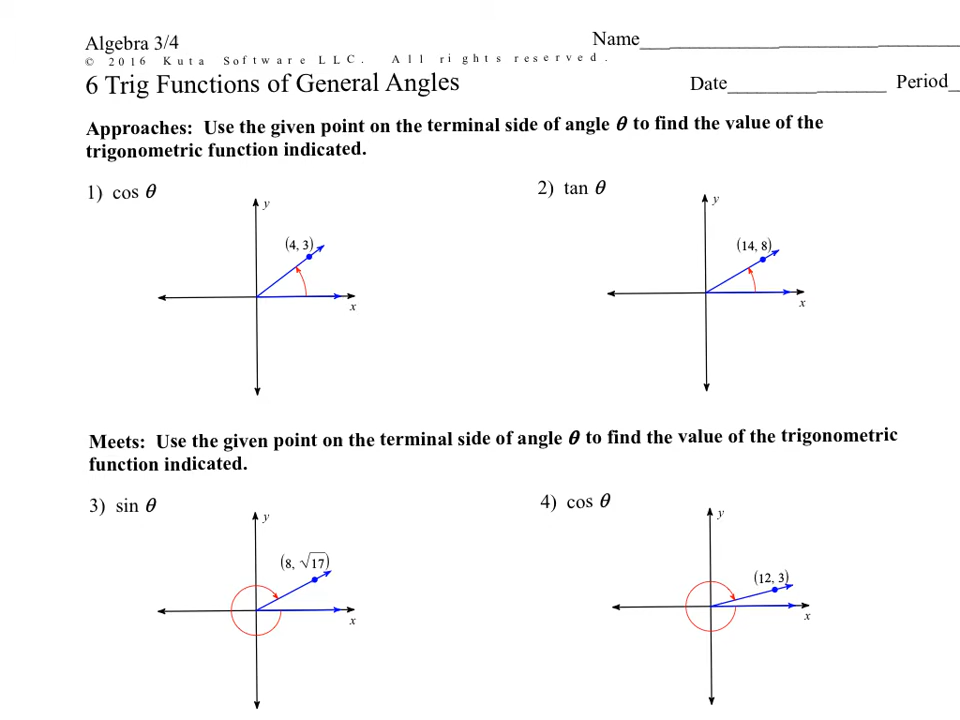 Algebra 3/4
Name
© 2016 Kuta Software LLC. All rights reserved.
6 Trig Functions of General Angles
Date Period
Approaches: Use the given point on the terminal side of angle θ to find the value of the
trigonometric function indicated.
1) cos θ
2) tan θ
y
(4, 3)
x
y
(14, 8)
x
Meets: Use the given point on the terminal side of angle θ to find the value of the trigonometric
function indicated.
3) sin θ
4) cos θ
y
(8, √17)
x
y
(12, 3)
x